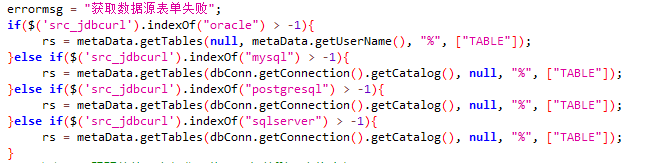 errormsg = "获取数据源表单失败";
if($('src_jdbcurl').indexOf("oracle") > -1){
rs = metaData.getTables(null, metaData.getUserName(), "%", ["TABLE"]);
}else if($('src_jdbcurl').indexOf("mysql") > -1){
rs = metaData.getTables(dbConn.getConnection().getCatalog(), null, "%", ["TABLE"]);
}else if($('src_jdbcurl').indexOf("postgresql") > -1){
rs = metaData.getTables(dbConn.getConnection().getCatalog(), null, "%", ["TABLE"]);
}else if($('src_jdbcurl').indexOf("sqlserver") > -1){
rs = metaData.getTables(dbConn.getConnection().getCatalog(), null, "%", ["TABLE"]);
}